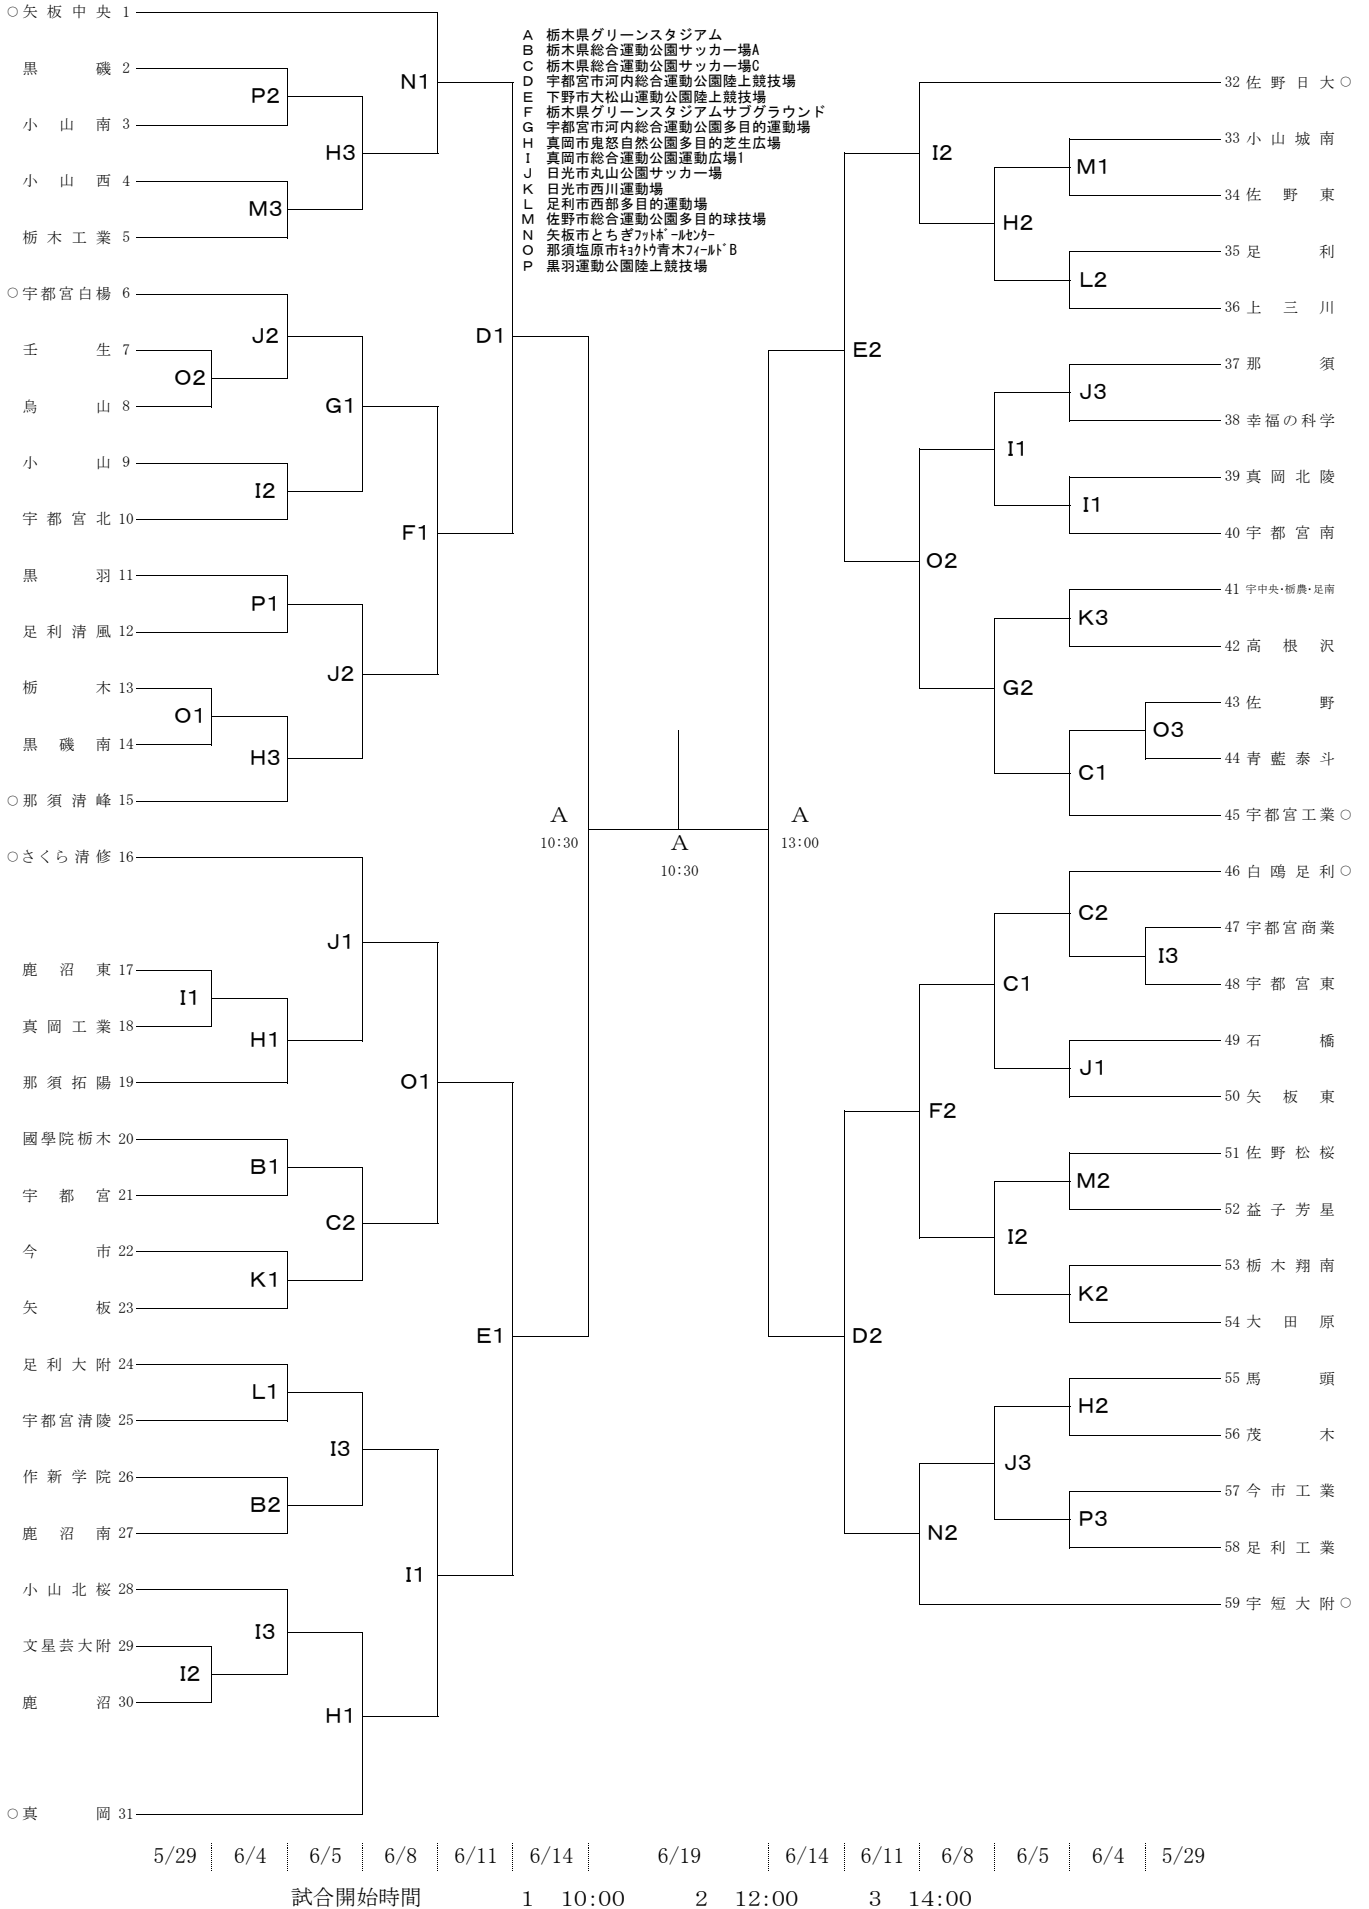 ○矢板中央 1
黒磯 2
P2
小山南 3
N1
H3
小山西 4
M3
栃木工業 5
○宇都宮白楊 6
J2
壬生 7
O2
烏山 8
G1
小山 9
I2
宇都宮北 10
D1
F1
黒羽 11
P1
足利清風 12
J2
栃木 13
O1
黒磯南 14
H3
○那須清峰 15
○さくら清修 16
J1
鹿沼東 17
I1
真岡工業 18
H1
那須拓陽 19
O1
國學院栃木 20
B1
宇都宮 21
C2
今市 22
K1
矢板 23
E1
足利大附 24
L1
宇都宮清陵 25
I3
作新学院 26
B2
鹿沼南 27
I1
小山北桜 28
I3
文星芸大附 29
I2
鹿沼 30
H1
○真岡 31
A 栃木県グリーンスタジアム
B 栃木県総合運動公園サッカー場A
C 栃木県総合運動公園サッカー場C
D 宇都宮市河内総合運動公園陸上競技場
E 下野市大松山運動公園陸上競技場
F 栃木県グリーンスタジアムサブグラウンド
G 宇都宮市河内総合運動公園多目的運動場
H 真岡市鬼怒自然公園多目的芝生広場
I 真岡市総合運動公園運動広場1
J 日光市丸山公園サッカー場
K 日光市西川運動場
L 足利市西部多目的運動場
M 佐野市総合運動公園多目的球技場
N 矢板市とちぎフットボールセンター
O 那須塩原市キョクトウ青木フィールドB
P 黒羽運動公園陸上競技場
A
10:30
A
10:30
A
13:00
32 佐野日大○
I2
33 小山城南
M1
34 佐野東
H2
35 足利
L2
36 上三川
E2
37 那須
J3
38 幸福の科学
I1
39 真岡北陵
I1
40 宇都宮南
O2
41 宇中央・栃農・足南
K3
42 高根沢
G2
43 佐野
O3
44 青藍泰斗
C1
45 宇都宮工業○
46 白鴎足利○
C2
47 宇都宮商業
I3
48 宇都宮東
C1
49 石橋
J1
50 矢板東
F2
51 佐野松桜
M2
52 益子芳星
I2
53 栃木翔南
K2
54 大田原
D2
55 馬頭
H2
56 茂木
J3
57 今市工業
P3
58 足利工業
N2
59 宇短大附○
5/29 6/4 6/5 6/8 6/11 6/14 6/19 6/14 6/11 6/8 6/5 6/4 5/29
試合開始時間 1 10:00 2 12:00 3 14:00